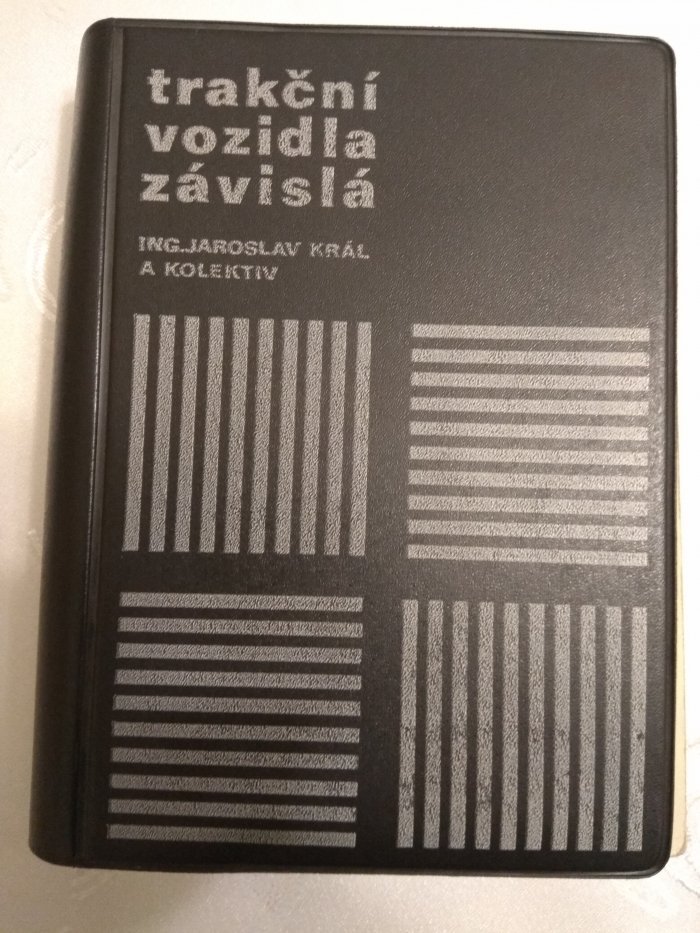 trakční
vozidla
závislá
ING.JAROSLAV KRÁL
A KOLEKTIV